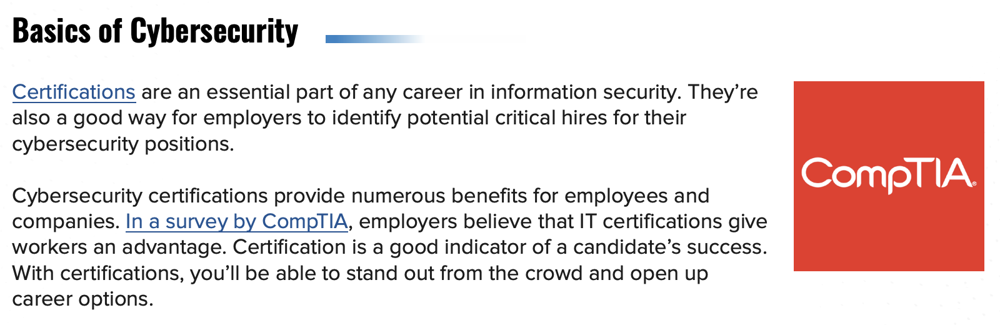 Basics of Cybersecurity
Certifications are an essential part of any career in information security. They’re
also a good way for employers to identify potential critical hires for their
cybersecurity positions.
Cybersecurity certifications provide numerous benefits for employees and
companies. In a survey by CompTIA, employers believe that IT certifications give
workers an advantage. Certification is a good indicator of a candidate’s success.
With certifications, you’ll be able to stand out from the crowd and open up
career options.
CompTIA®